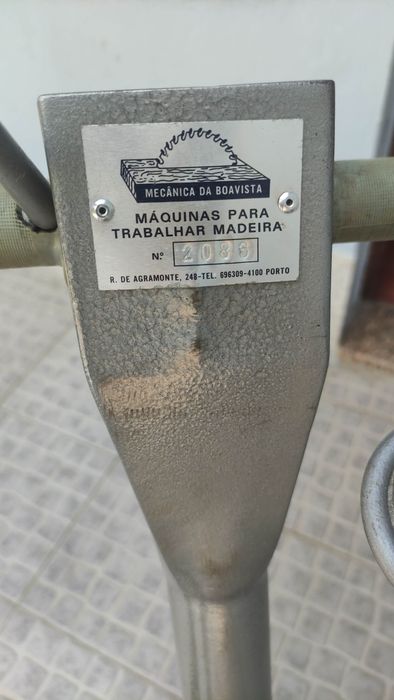 MECÂNICA DA BOAVISTA
MÁQUINAS PARA
TRABALHAR MADEIRA
Nº 2086
R. DE AGRAMONTE, 248-TEL. 696309-4100 PORTO